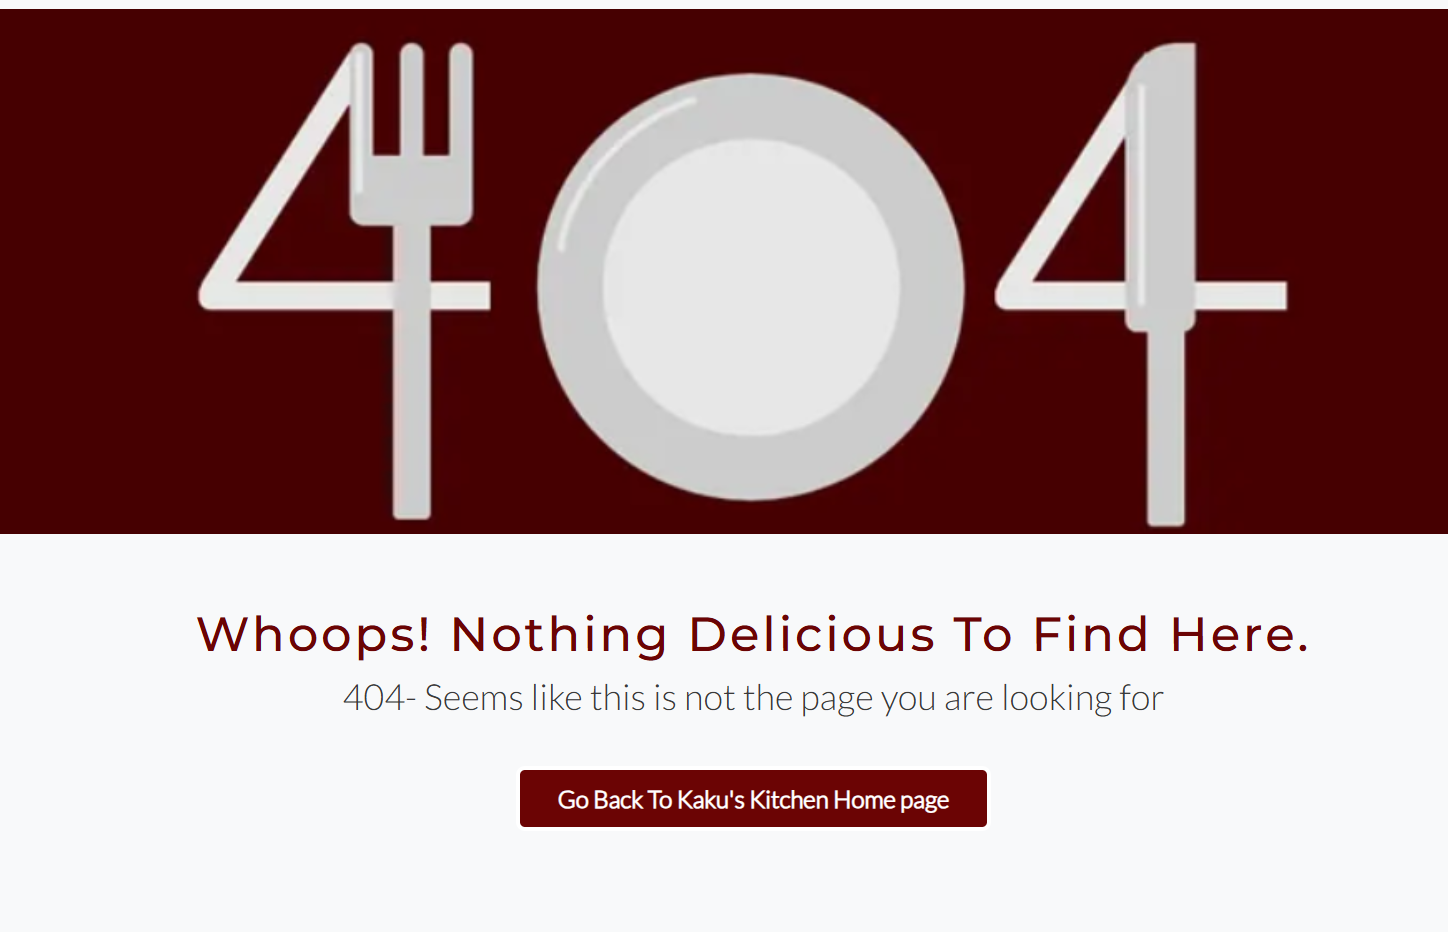 404
Whoops! Nothing Delicious To Find Here.
404- Seems like this is not the page you are looking for
Go Back To Kaku's Kitchen Home page